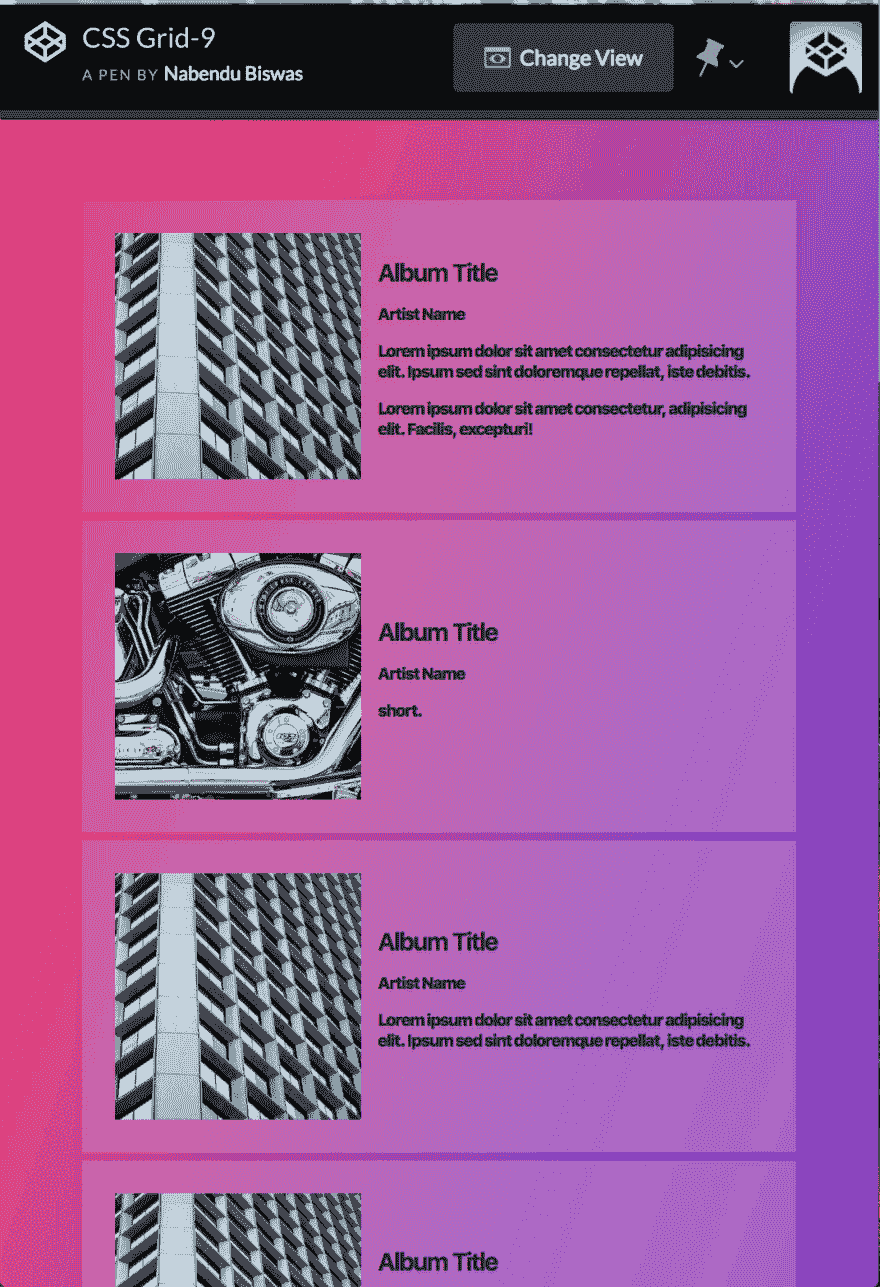 CSS Grid-9
A PEN BY Nabendu Biswas
Change View
Album Title
Artist Name
Lorem ipsum dolor sit amet consectetur adipisicing
elit. Ipsum sed sint doloremque repellat, iste debitis.
Lorem ipsum dolor sit amet consectetur, adipisicing
elit. Facilis, excepturi!
Album Title
Artist Name
short.
Album Title
Artist Name
Lorem ipsum dolor sit amet consectetur adipisicing
elit. Ipsum sed sint doloremque repellat, iste debitis.
Album Title